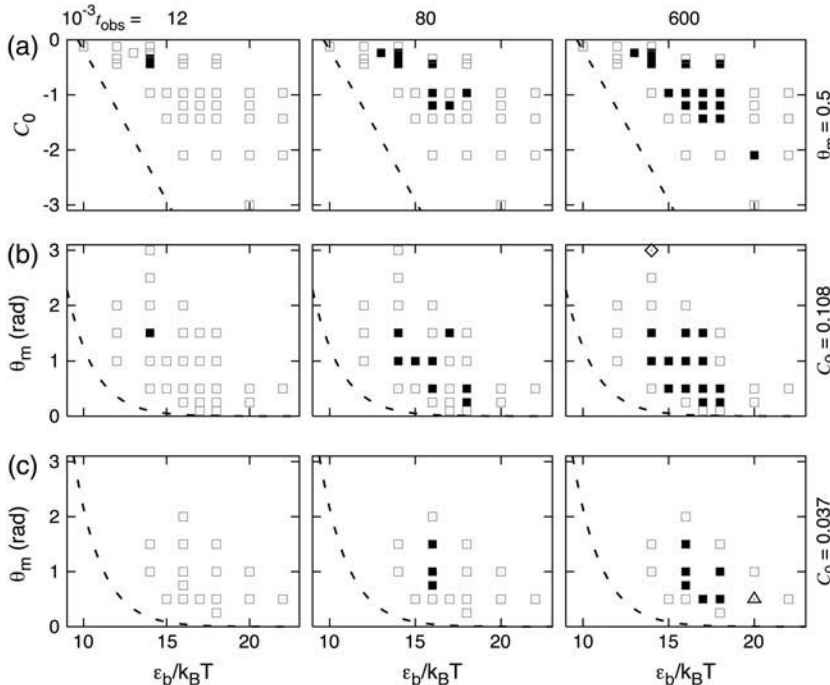 10⁻³t_obs = 12 80 600
(a) 0 -1 -2 -3 C₀ θ_m = 0.5
(b) 3 2 1 0 θ_m (rad) C₀ = 0.108
(c) 3 2 1 0 θ_m (rad) C₀ = 0.037
10 15 20 10 15 20 10 15 20
ε_b/k_BT ε_b/k_BT ε_b/k_BT